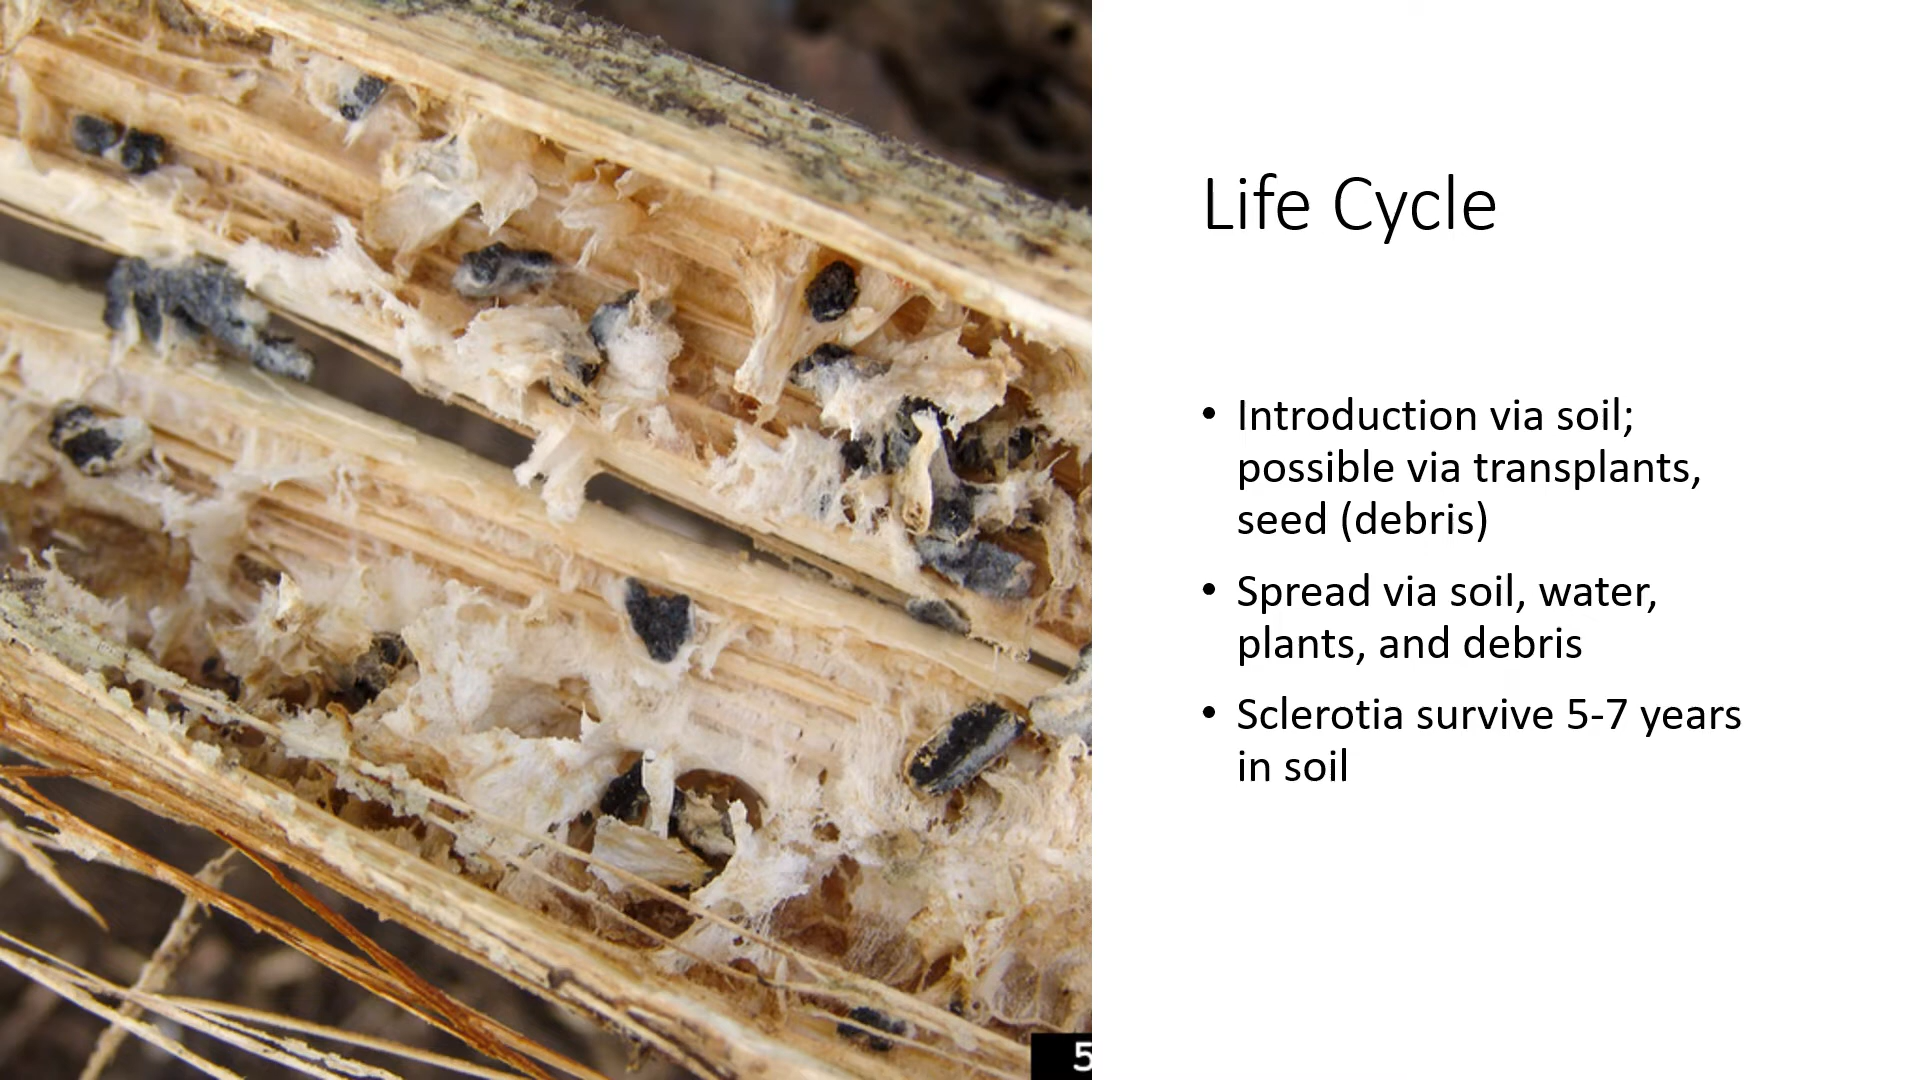 Life Cycle
• Introduction via soil;
possible via transplants,
seed (debris)
• Spread via soil, water,
plants, and debris
• Sclerotia survive 5-7 years
in soil
5